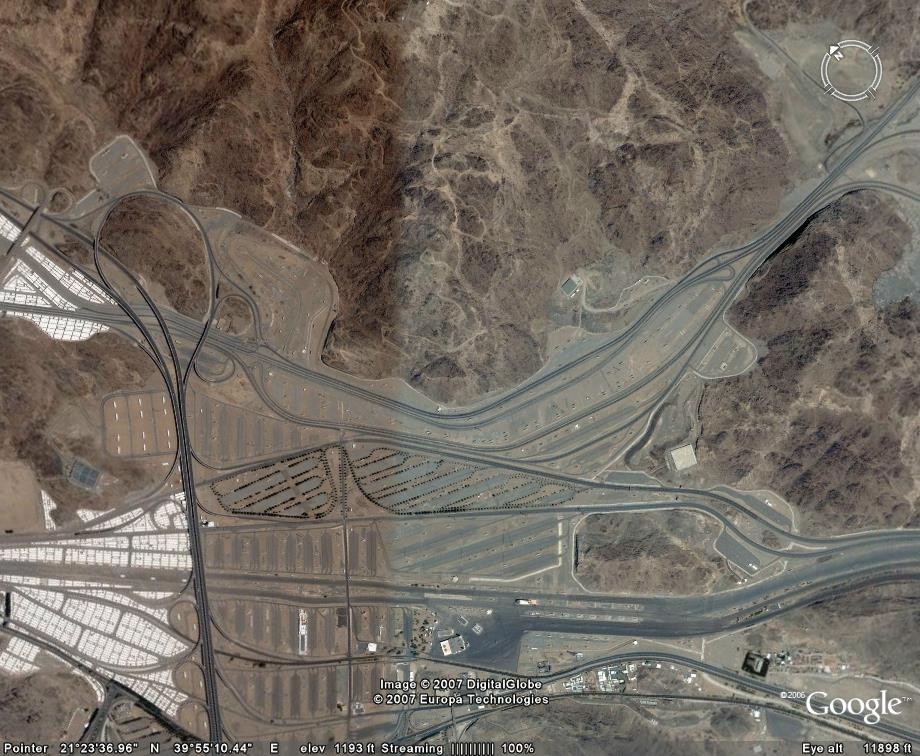 N
Image © 2007 DigitalGlobe
© 2007 Europa Technologies
©2006 Google™
Pointer 21°23'36.96" N 39°55'10.44" E elev 1193 ft Streaming |||||||||| 100% Eye alt 11898 ft